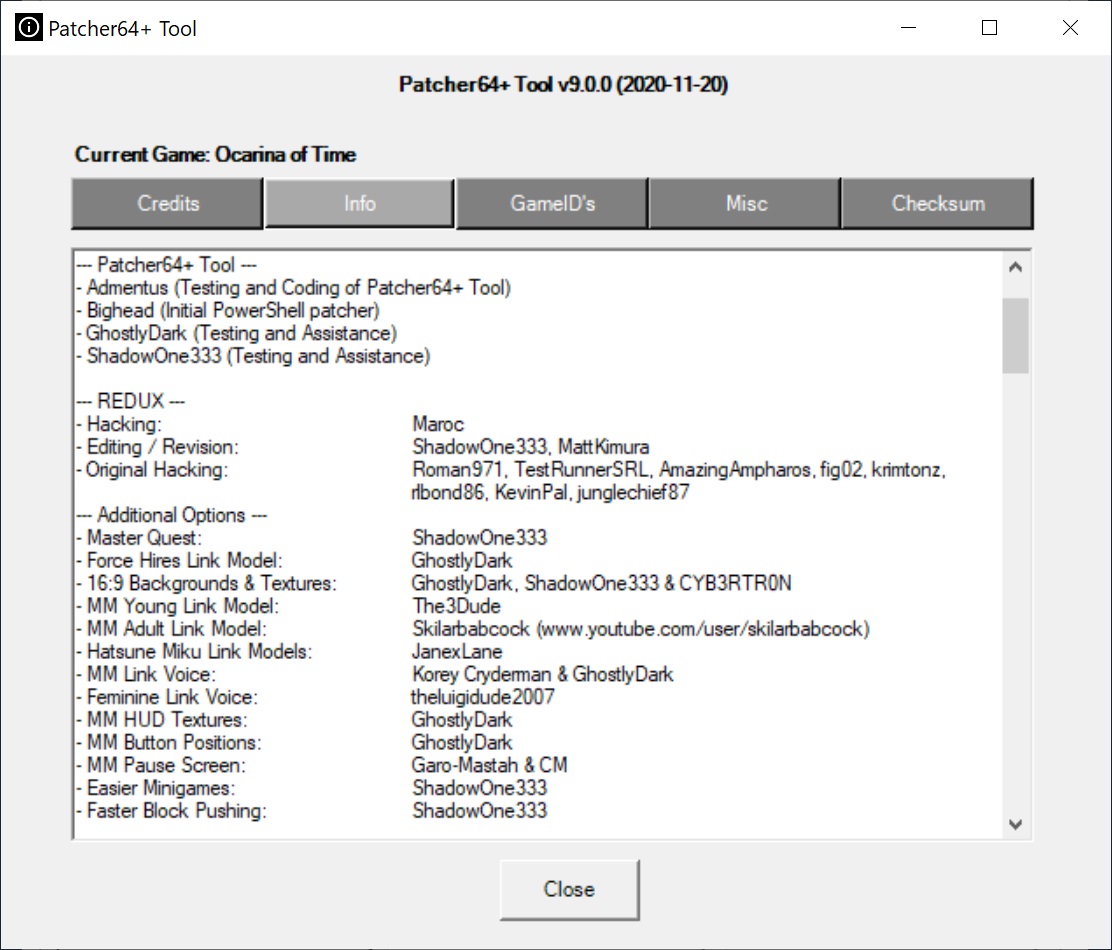 Patcher64+ Tool
Patcher64+ Tool v9.0.0 (2020-11-20)
Current Game: Ocarina of Time
Credits Info GameID's Misc Checksum
--- Patcher64+ Tool ---
- Admentus (Testing and Coding of Patcher64+ Tool)
- Bighead (Initial PowerShell patcher)
- GhostlyDark (Testing and Assistance)
- ShadowOne333 (Testing and Assistance)
--- REDUX ---
- Hacking: Maroc
- Editing / Revision: ShadowOne333, MattKimura
- Original Hacking: Roman971, TestRunnerSRL, AmazingAmpharos, fig02, krimtonz,
rlbond86, KevinPal, junglechief87
--- Additional Options ---
- Master Quest: ShadowOne333
- Force Hires Link Model: GhostlyDark
- 16:9 Backgrounds & Textures: GhostlyDark, ShadowOne333 & CYB3RTR0N
- MM Young Link Model: The3Dude
- MM Adult Link Model: Skilarbabcock (www.youtube.com/user/skilarbabcock)
- Hatsune Miku Link Models: JanexLane
- MM Link Voice: Korey Cryderman & GhostlyDark
- Feminine Link Voice: theluigidude2007
- MM HUD Textures: GhostlyDark
- MM Button Positions: GhostlyDark
- MM Pause Screen: Garo-Mastah & CM
- Easier Minigames: ShadowOne333
- Faster Block Pushing: ShadowOne333
Close